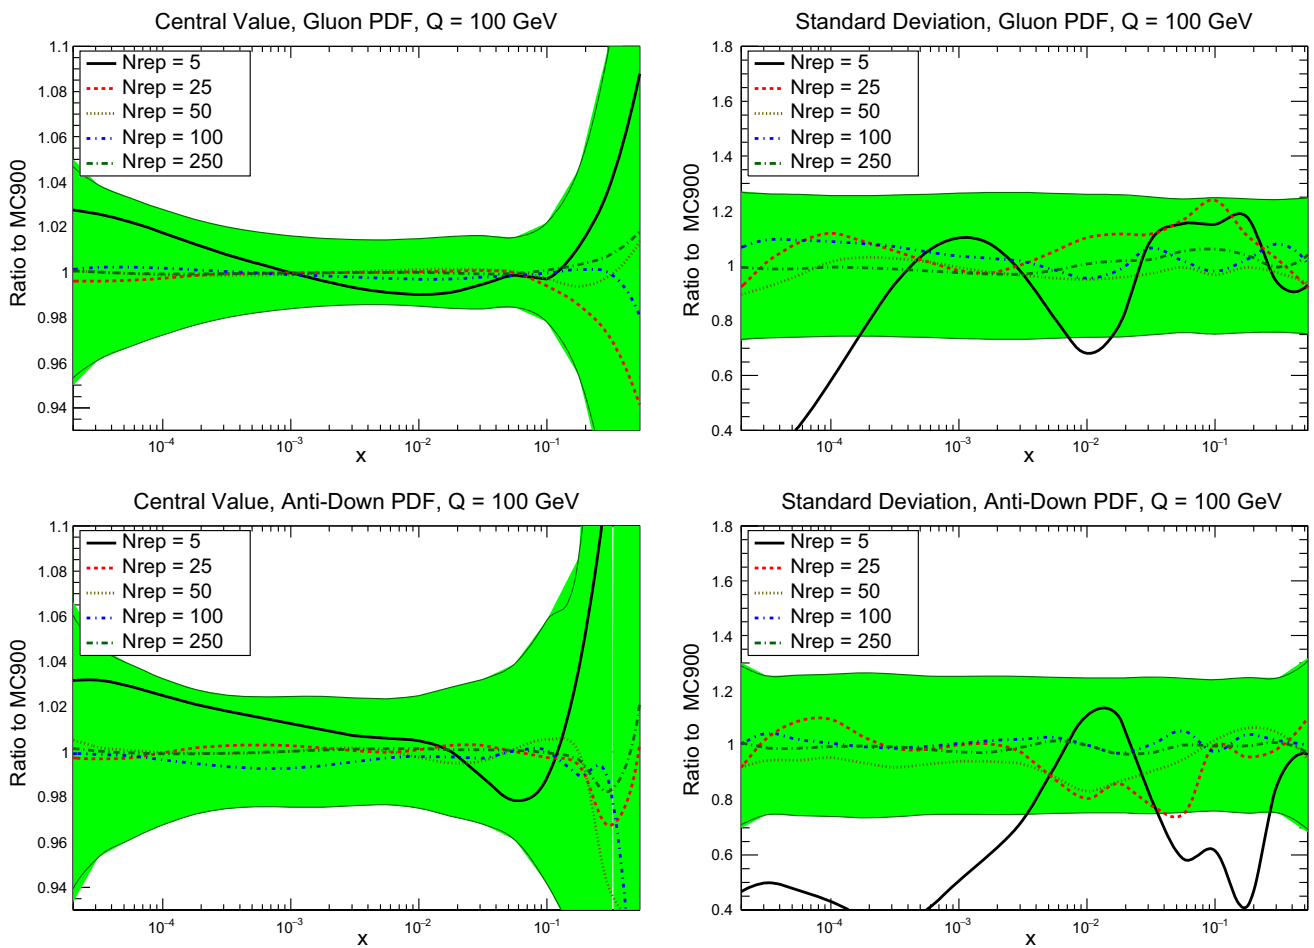 Central Value, Gluon PDF, Q = 100 GeV
Ratio to MC900
1.1
1.08
1.06
1.04
1.02
1
0.98
0.96
0.94
Nrep = 5
Nrep = 25
Nrep = 50
Nrep = 100
Nrep = 250
10⁻⁴
10⁻³
10⁻²
10⁻¹
x
Standard Deviation, Gluon PDF, Q = 100 GeV
Ratio to MC900
1.8
1.6
1.4
1.2
1
0.8
0.6
0.4
Nrep = 5
Nrep = 25
Nrep = 50
Nrep = 100
Nrep = 250
10⁻⁴
10⁻³
10⁻²
10⁻¹
x
Central Value, Anti-Down PDF, Q = 100 GeV
Ratio to MC900
1.1
1.08
1.06
1.04
1.02
1
0.98
0.96
0.94
Nrep = 5
Nrep = 25
Nrep = 50
Nrep = 100
Nrep = 250
10⁻⁴
10⁻³
10⁻²
10⁻¹
x
Standard Deviation, Anti-Down PDF, Q = 100 GeV
Ratio to MC900
1.8
1.6
1.4
1.2
1
0.8
0.6
0.4
Nrep = 5
Nrep = 25
Nrep = 50
Nrep = 100
Nrep = 250
10⁻⁴
10⁻³
10⁻²
10⁻¹
x